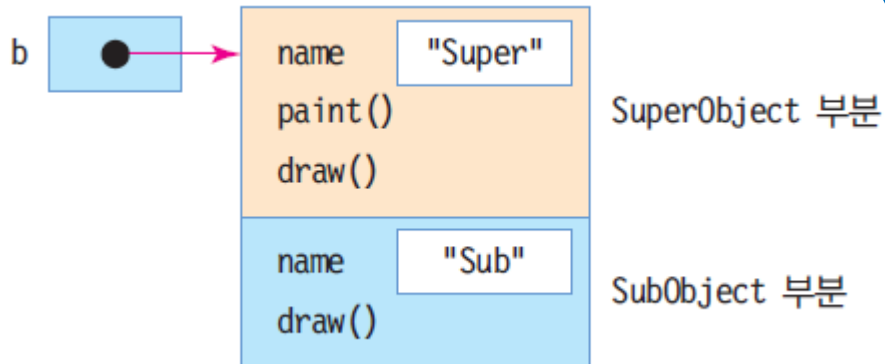 b
name "Super"
paint()
draw()
SuperObject 부분
name "Sub"
draw()
SubObject 부분